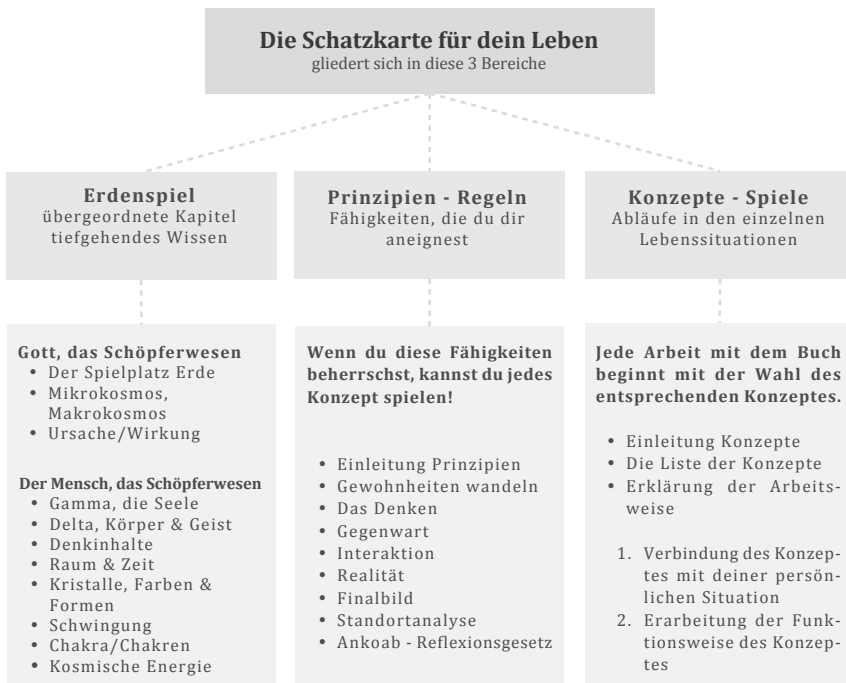 Die Schatzkarte für dein Leben
gliedert sich in diese 3 Bereiche
Erdenspiel
übergeordnete Kapitel
tiefgehendes Wissen
Prinzipien - Regeln
Fähigkeiten, die du dir
aneignest
Konzepte - Spiele
Abläufe in den einzelnen
Lebenssituationen
Gott, das Schöpferwesen
• Der Spielplatz Erde
• Mikrokosmos,
Makrokosmos
• Ursache/Wirkung
Der Mensch, das Schöpferwesen
• Gamma, die Seele
• Delta, Körper & Geist
• Denkinhalte
• Raum & Zeit
• Kristalle, Farben &
Formen
• Schwingung
• Chakra/Chakren
• Kosmische Energie
Wenn du diese Fähigkeiten
beherrschst, kannst du jedes
Konzept spielen!
• Einleitung Prinzipien
• Gewohnheiten wandeln
• Das Denken
• Gegenwart
• Interaktion
• Realität
• Finalbild
• Standortanalyse
• Ankoab - Reflexionsgesetz
Jede Arbeit mit dem Buch
beginnt mit der Wahl des
entsprechenden Konzeptes.
• Einleitung Konzepte
• Die Liste der Konzepte
• Erklärung der Arbeits-
weise
1. Verbindung des Konzep-
tes mit deiner persön-
lichen Situation
2. Erarbeitung der Funk-
tionsweise des Konzep-
tes